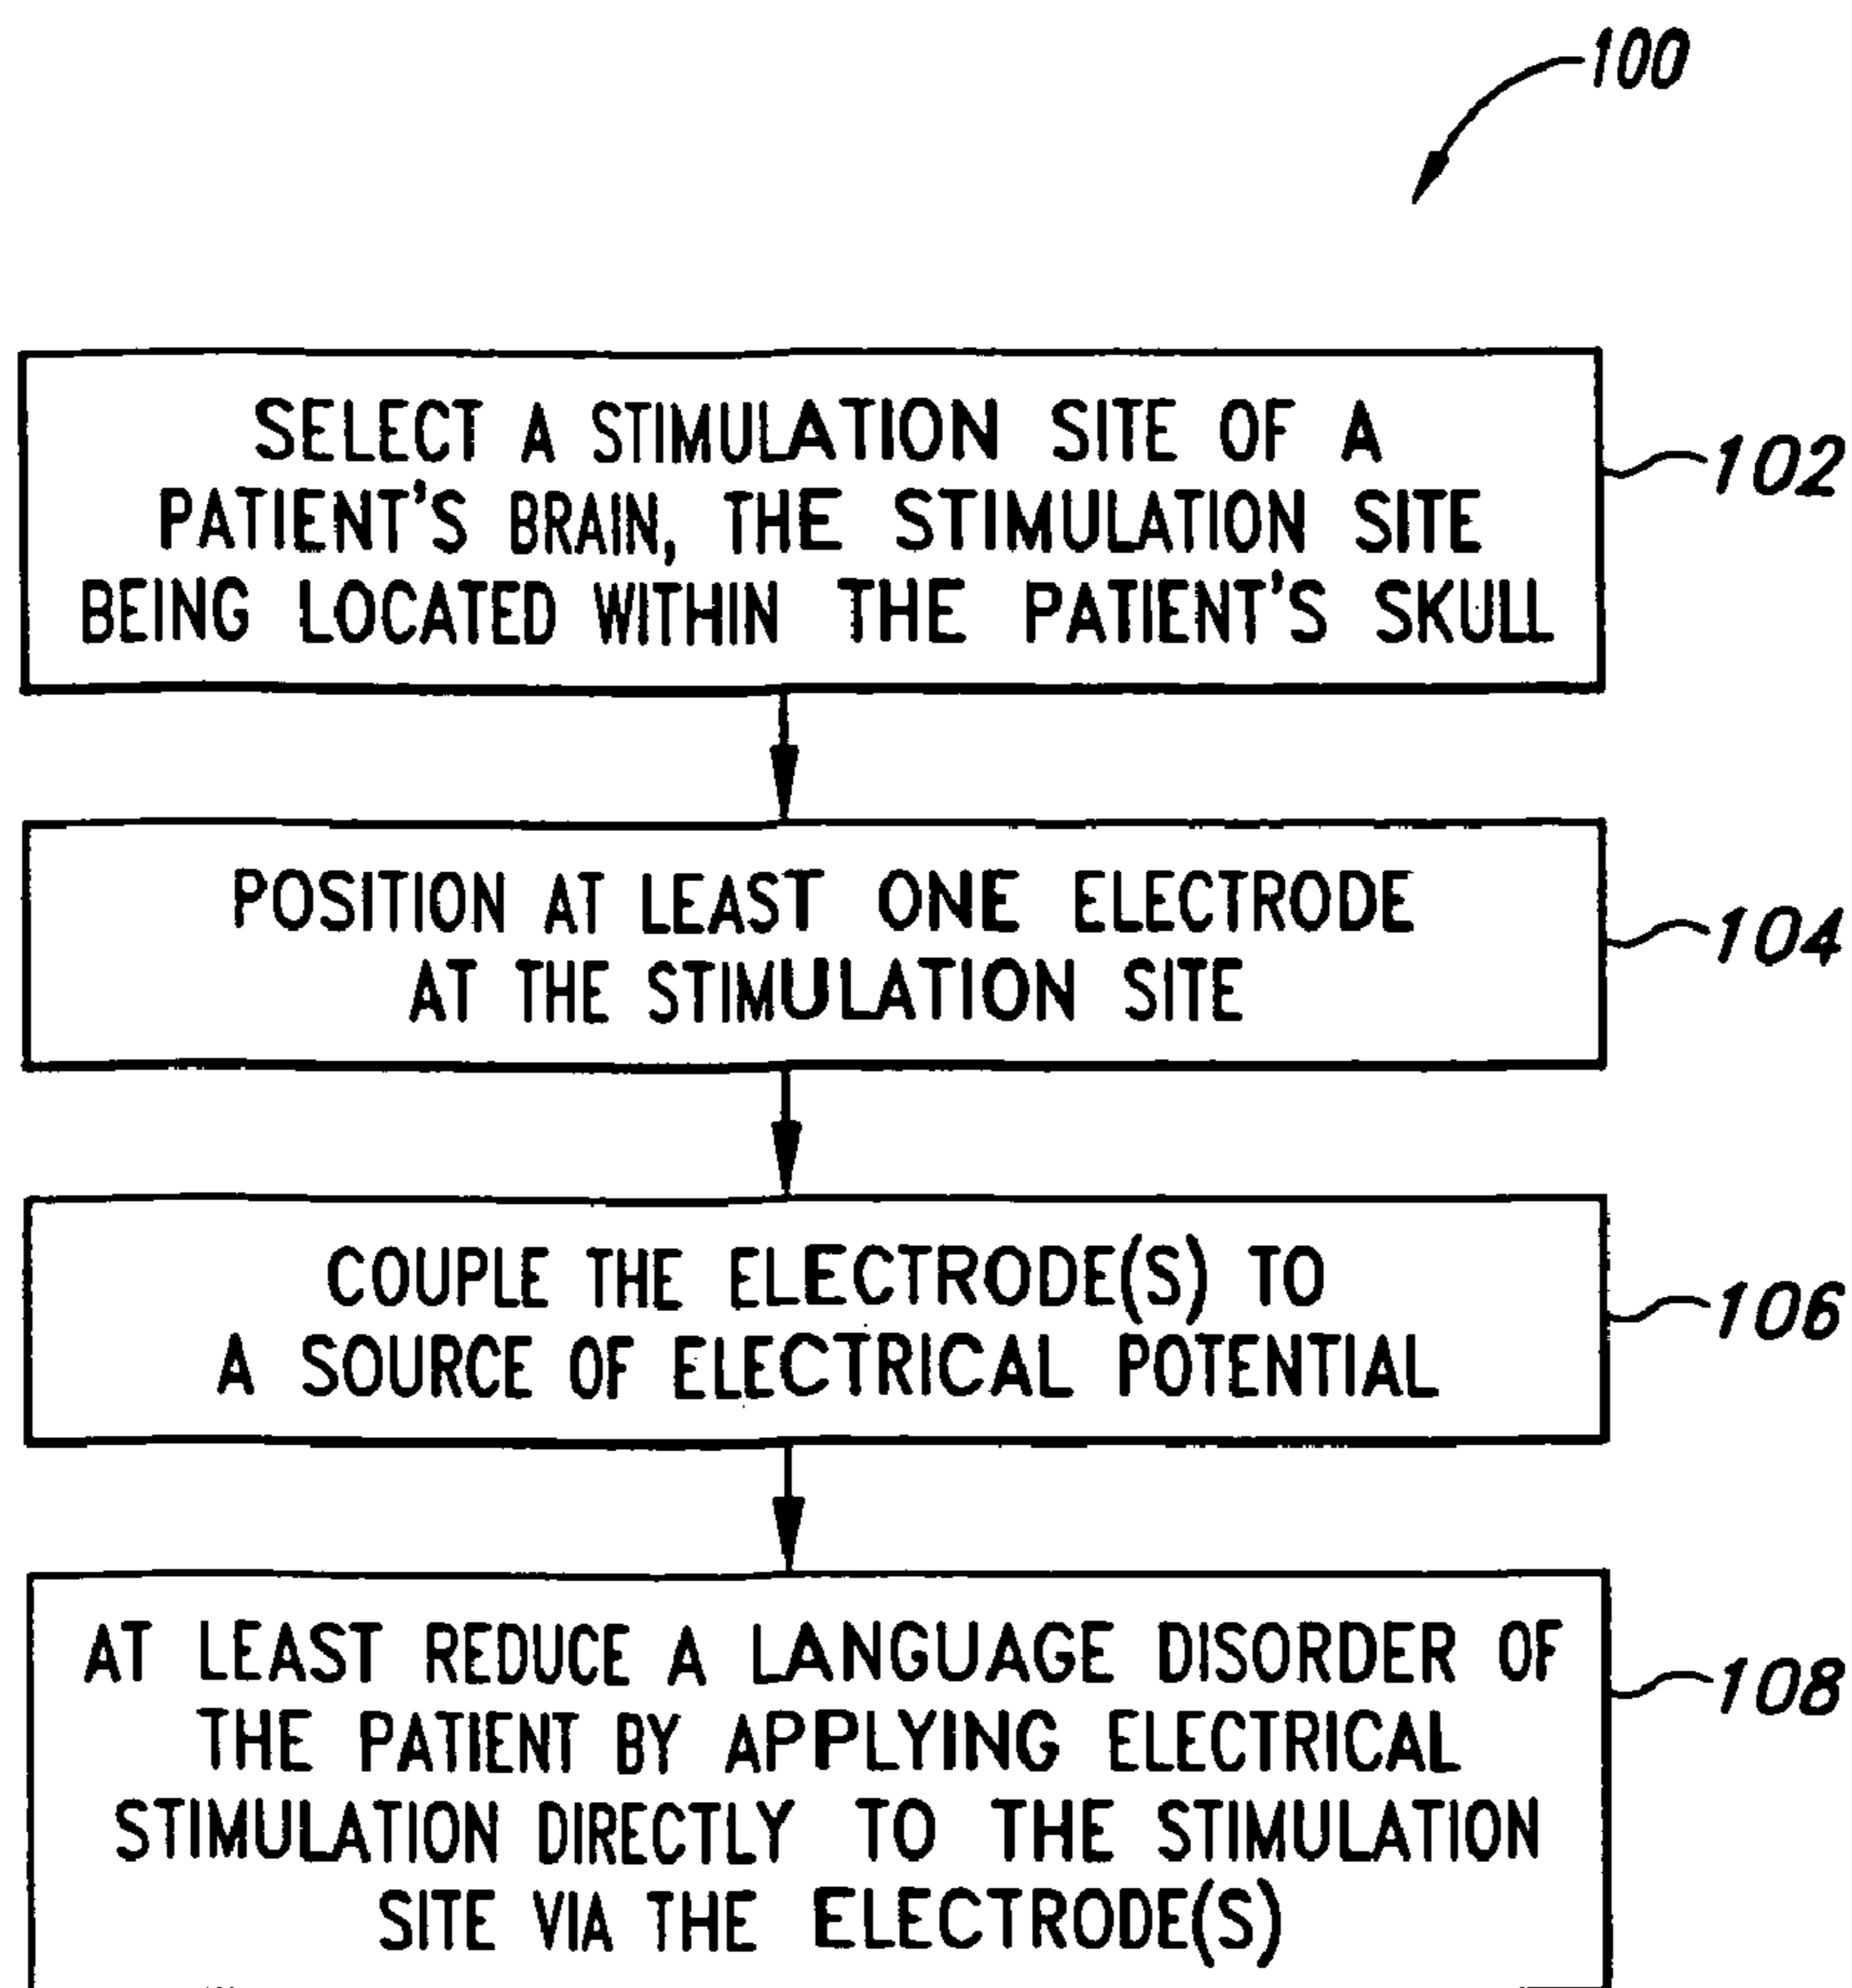 100
SELECT A STIMULATION SITE OF A
PATIENT'S BRAIN, THE STIMULATION SITE
BEING LOCATED WITHIN THE PATIENT'S SKULL
102
POSITION AT LEAST ONE ELECTRODE
AT THE STIMULATION SITE
104
COUPLE THE ELECTRODE(S) TO
A SOURCE OF ELECTRICAL POTENTIAL
106
AT LEAST REDUCE A LANGUAGE DISORDER OF
THE PATIENT BY APPLYING ELECTRICAL
STIMULATION DIRECTLY TO THE STIMULATION
SITE VIA THE ELECTRODE(S)
108